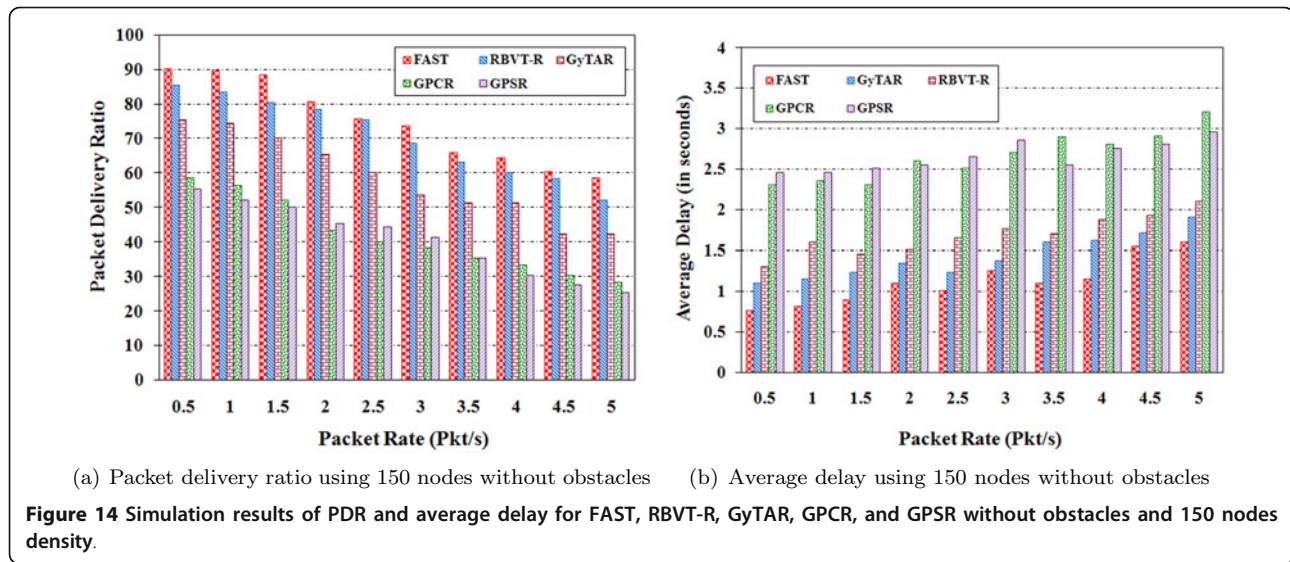 100
90
80
70
60
50
40
30
20
10
0
Packet Delivery Ratio
FAST RBVT-R GyTAR
GPCR GPSR
0.5 1 1.5 2 2.5 3 3.5 4 4.5 5
Packet Rate (Pkt/s)
(a) Packet delivery ratio using 150 nodes without obstacles
4
3.5
3
2.5
2
1.5
1
0.5
0
Average Delay (in seconds)
FAST GyTAR RBVT-R
GPCR GPSR
0.5 1 1.5 2 2.5 3 3.5 4 4.5 5
Packet Rate (Pkt/s)
(b) Average delay using 150 nodes without obstacles
Figure 14 Simulation results of PDR and average delay for FAST, RBVT-R, GyTAR, GPCR, and GPSR without obstacles and 150 nodes
density.